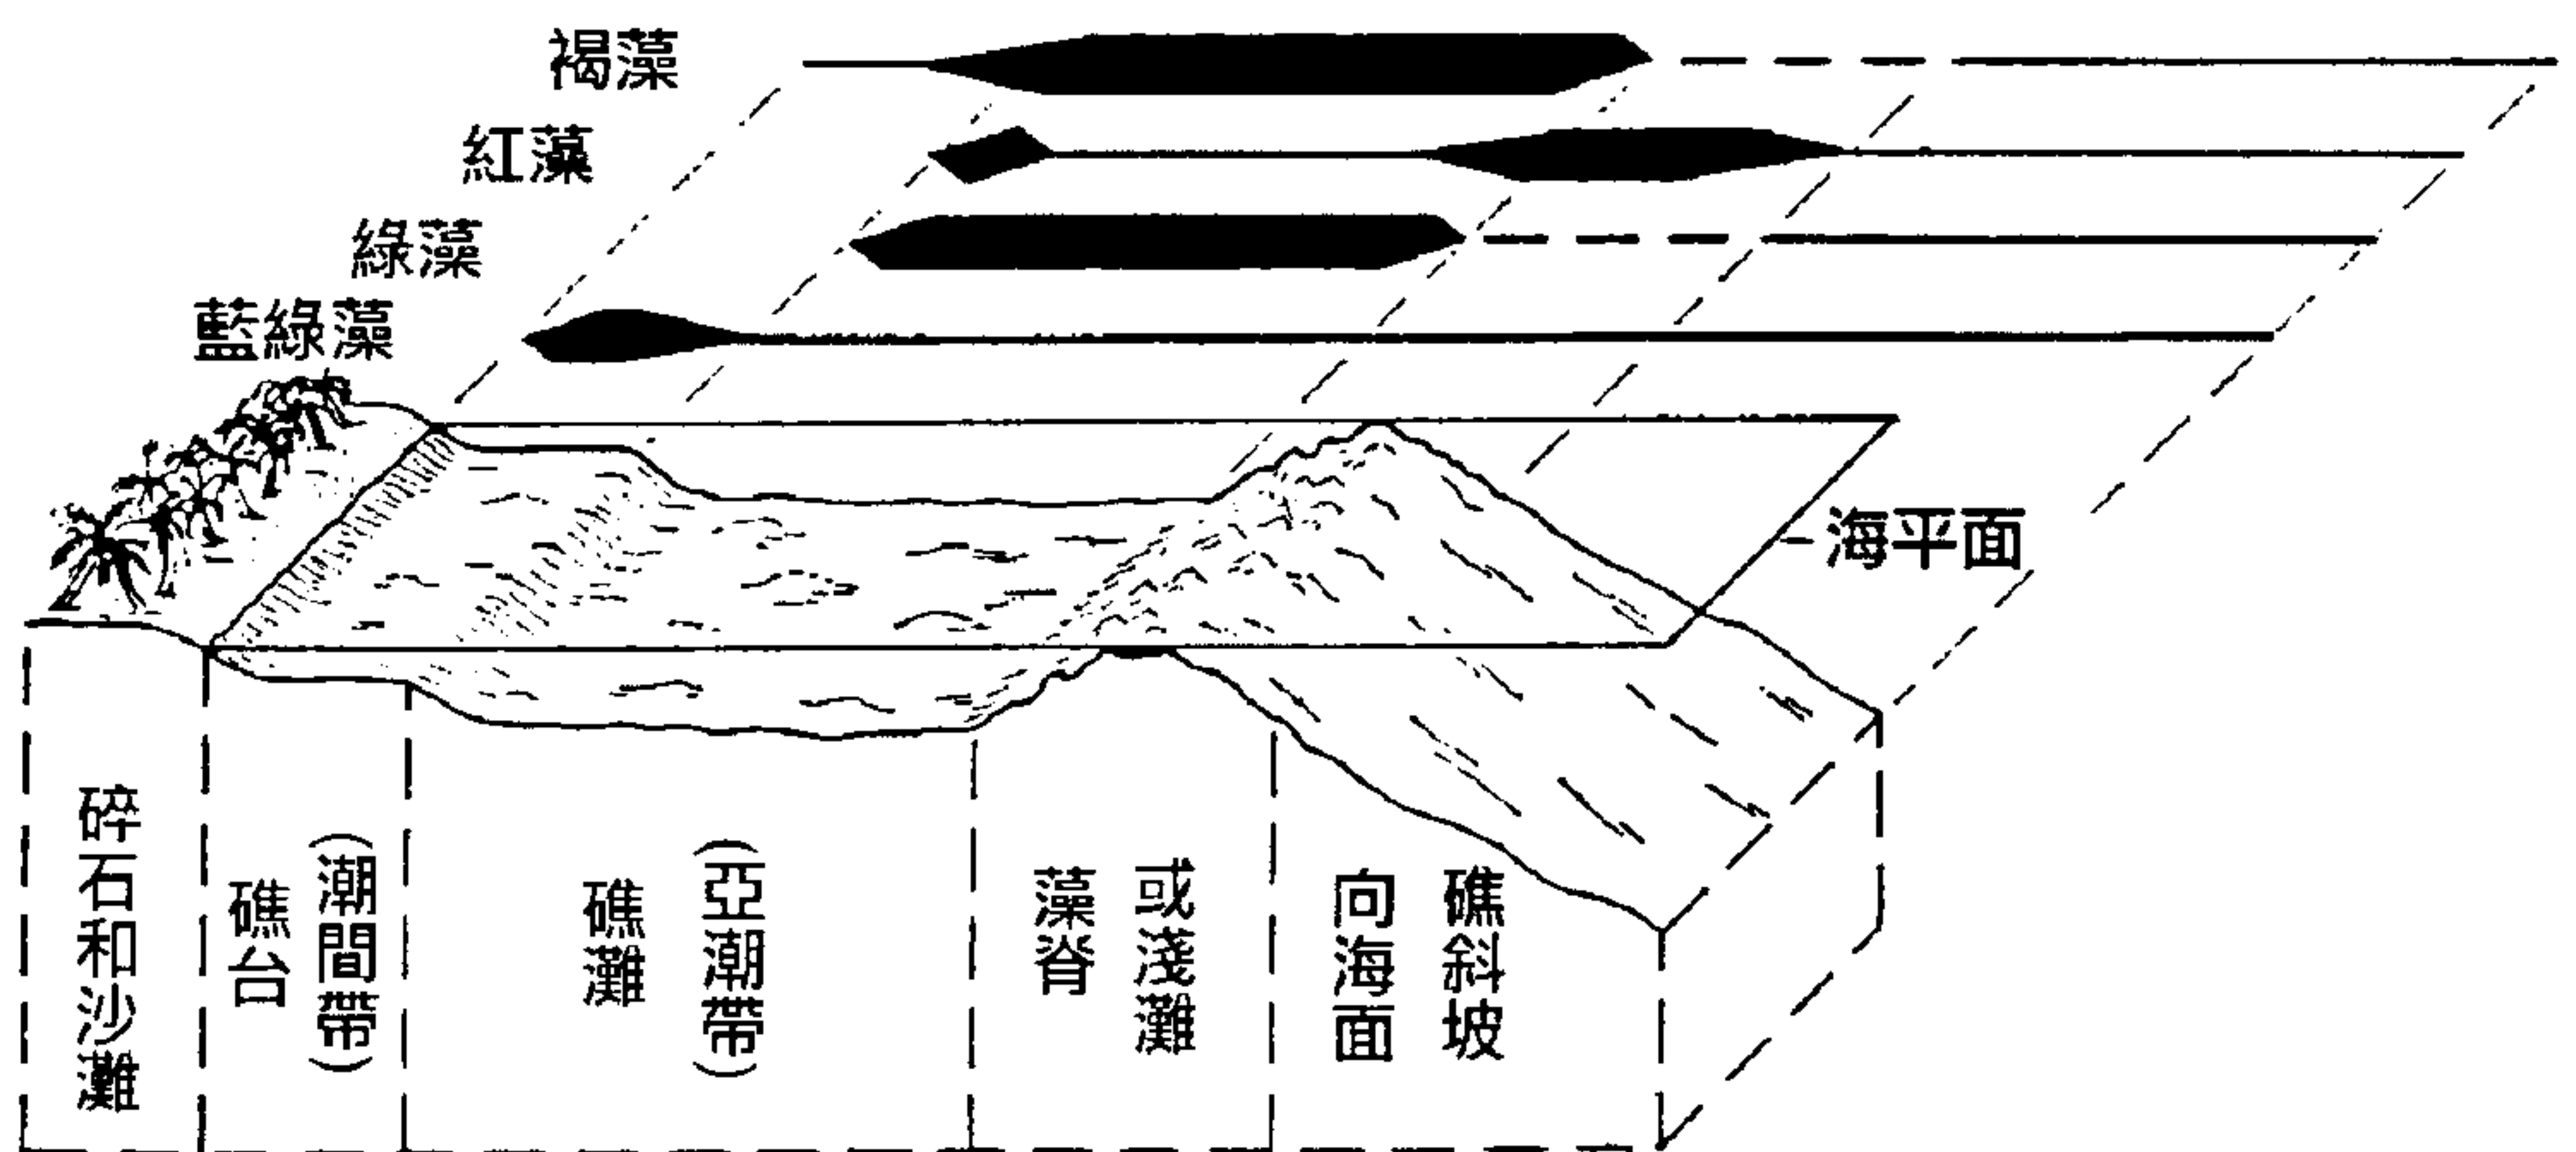 褐藻
紅藻
綠藻
藍綠藻
海平面
碎石和沙灘
礁台
(潮間帶)
礁灘
(亞潮帶)
藻脊
或淺灘
向海面
礁斜坡